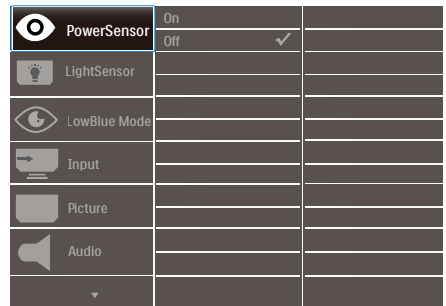 PowerSensor
On
Off
LightSensor
LowBlue Mode
Input
Picture
Audio